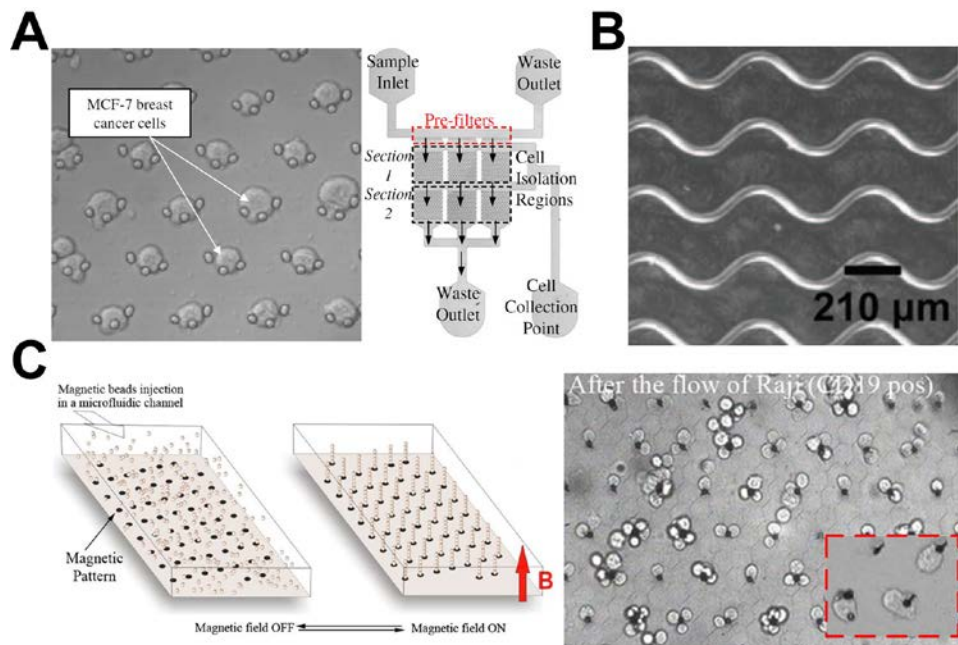 A
MCF-7 breast
cancer cells
Sample
Inlet
Waste
Outlet
Pre-filters
Section
1
Section
2
Cell
Isolation
Regions
Waste
Outlet
Cell
Collection
Point
B
210 µm
C
Magnetic beads injection
in a microfluidic channel
Magnetic
Pattern
B
Magnetic field OFF
Magnetic field ON
After the flow of Raji (CD19 pos)